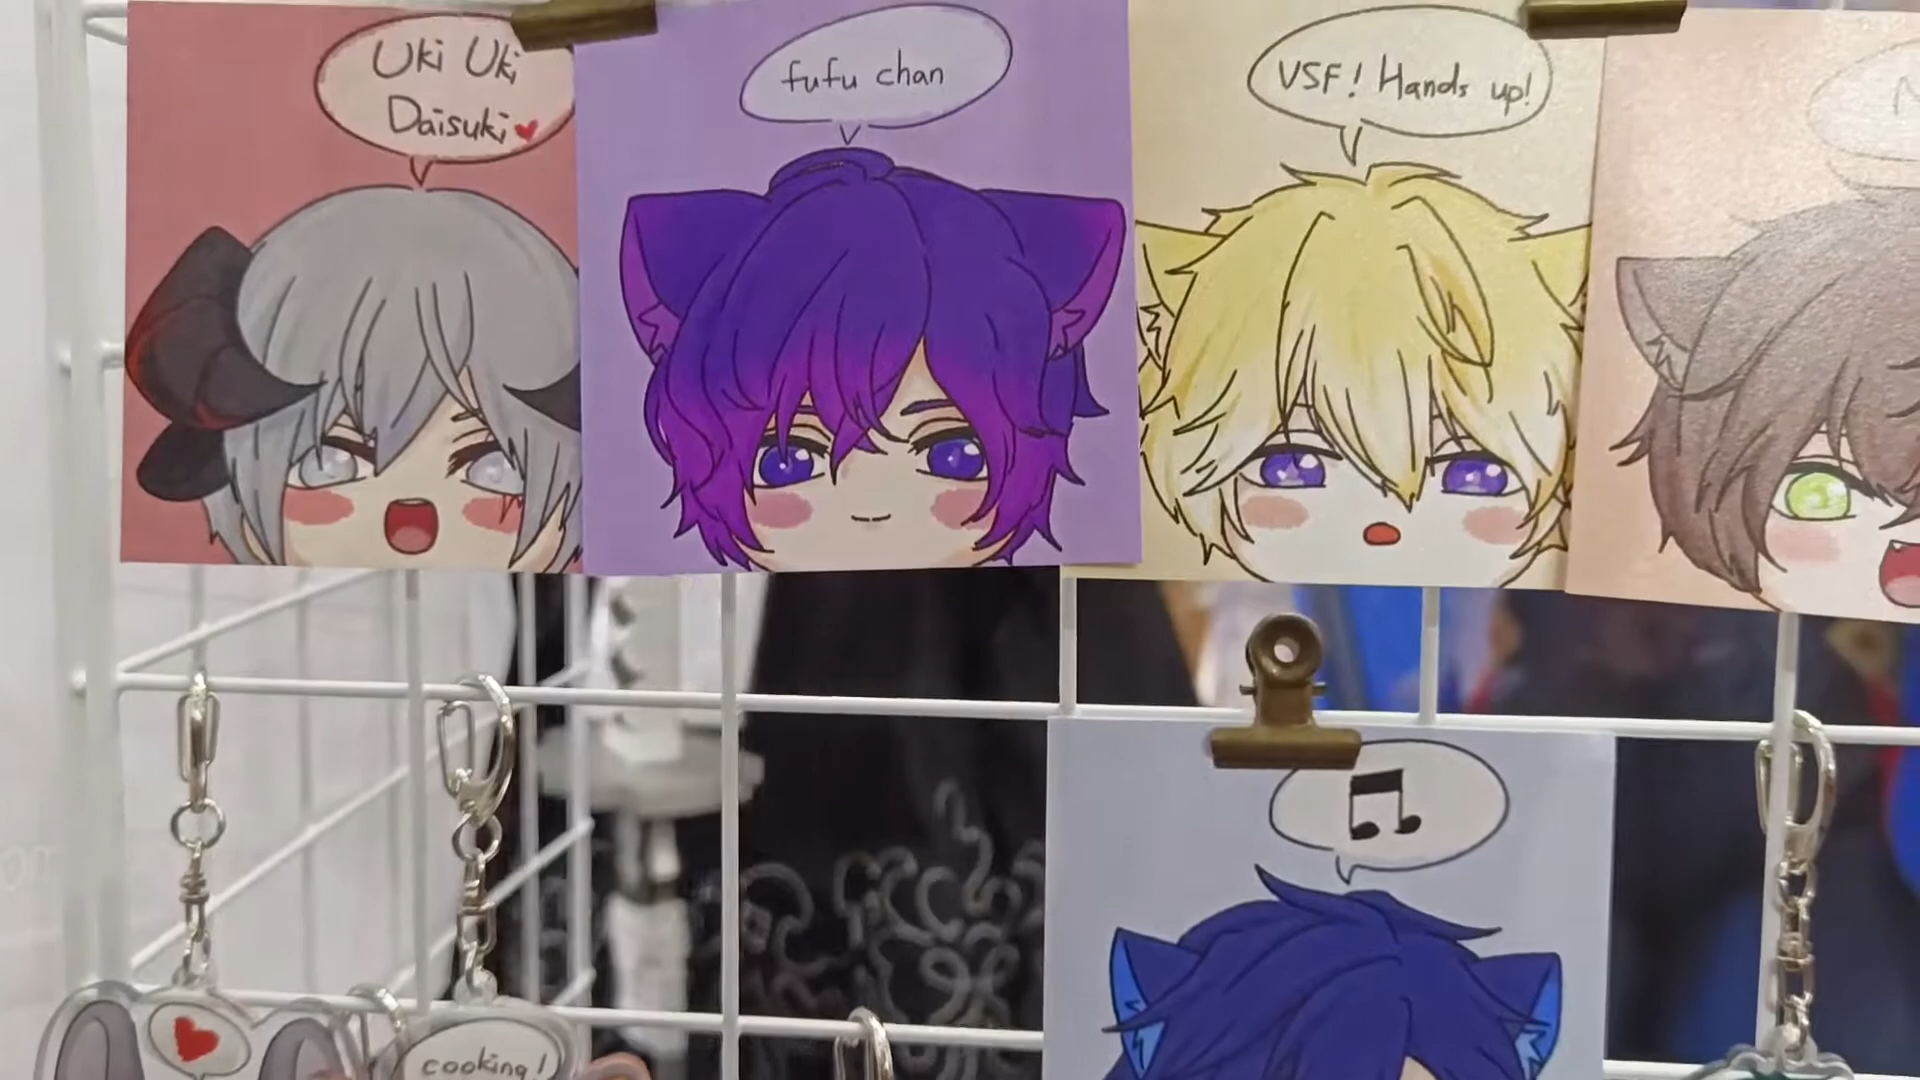 Uki Uki
Daisuki
fufu chan
VSF! Hands up!
cooking!